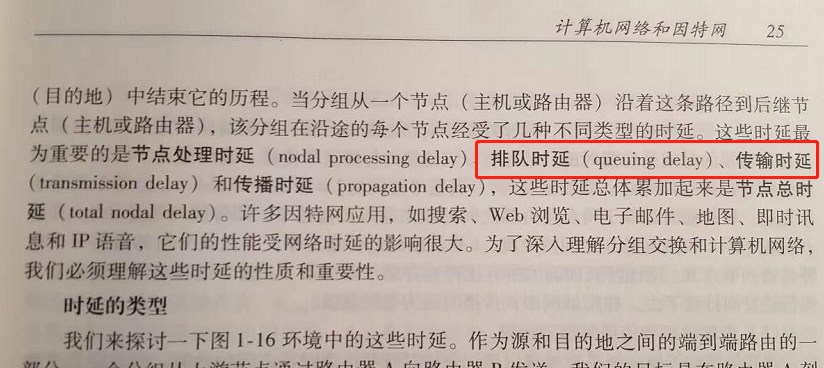 计算机网络和因特网 25
(目的地)中结束它的历程。当分组从一个节点(主机或路由器)沿着这条路径到后继节
点(主机或路由器),该分组在沿途的每个节点经受了几种不同类型的时延。这些时延最
为重要的是节点处理时延(nodal processing delay)、排队时延(queuing delay)、传输时延
(transmission delay)和传播时延(propagation delay),这些时延总体累加起来是节点总时
延(total nodal delay)。许多因特网应用,如搜索、Web 浏览、电子邮件、地图、即时讯
息和 IP 语音,它们的性能受网络时延的影响很大。为了深入理解分组交换和计算机网络,
我们必须理解这些时延的性质和重要性。
时延的类型
我们来探讨一下图 1-16 环境中的这些时延。作为源和目的地之间的端到端路由的一